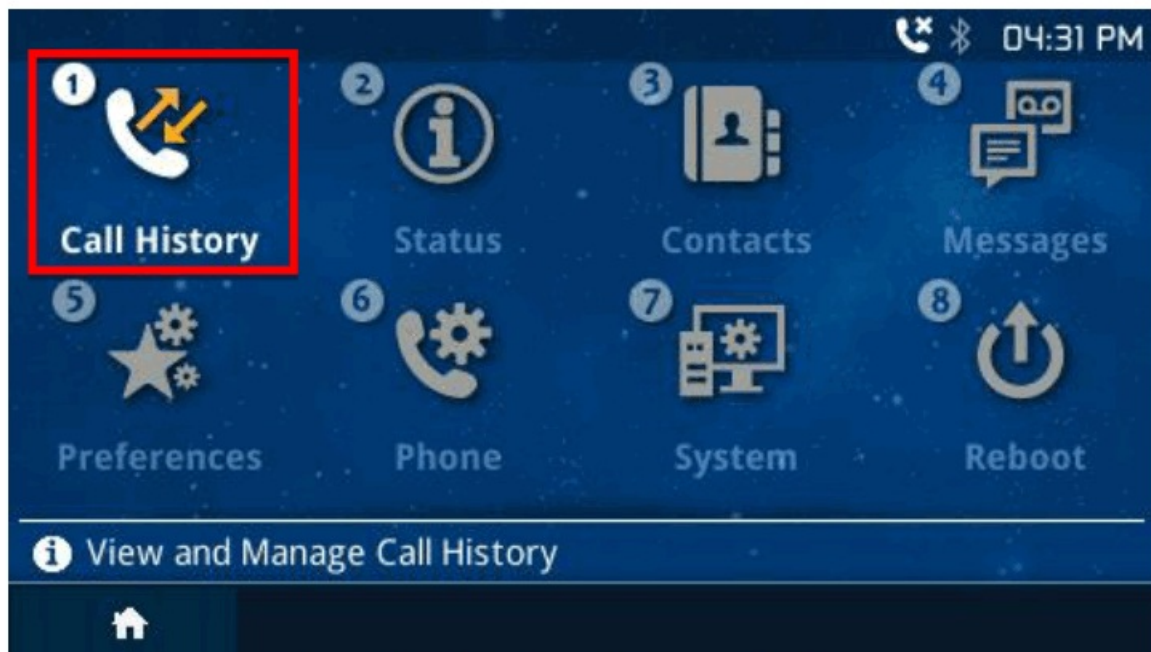 04:31 PM
1 2 3 4
Call History Status Contacts Messages
5 6 7 8
Preferences Phone System Reboot
i View and Manage Call History